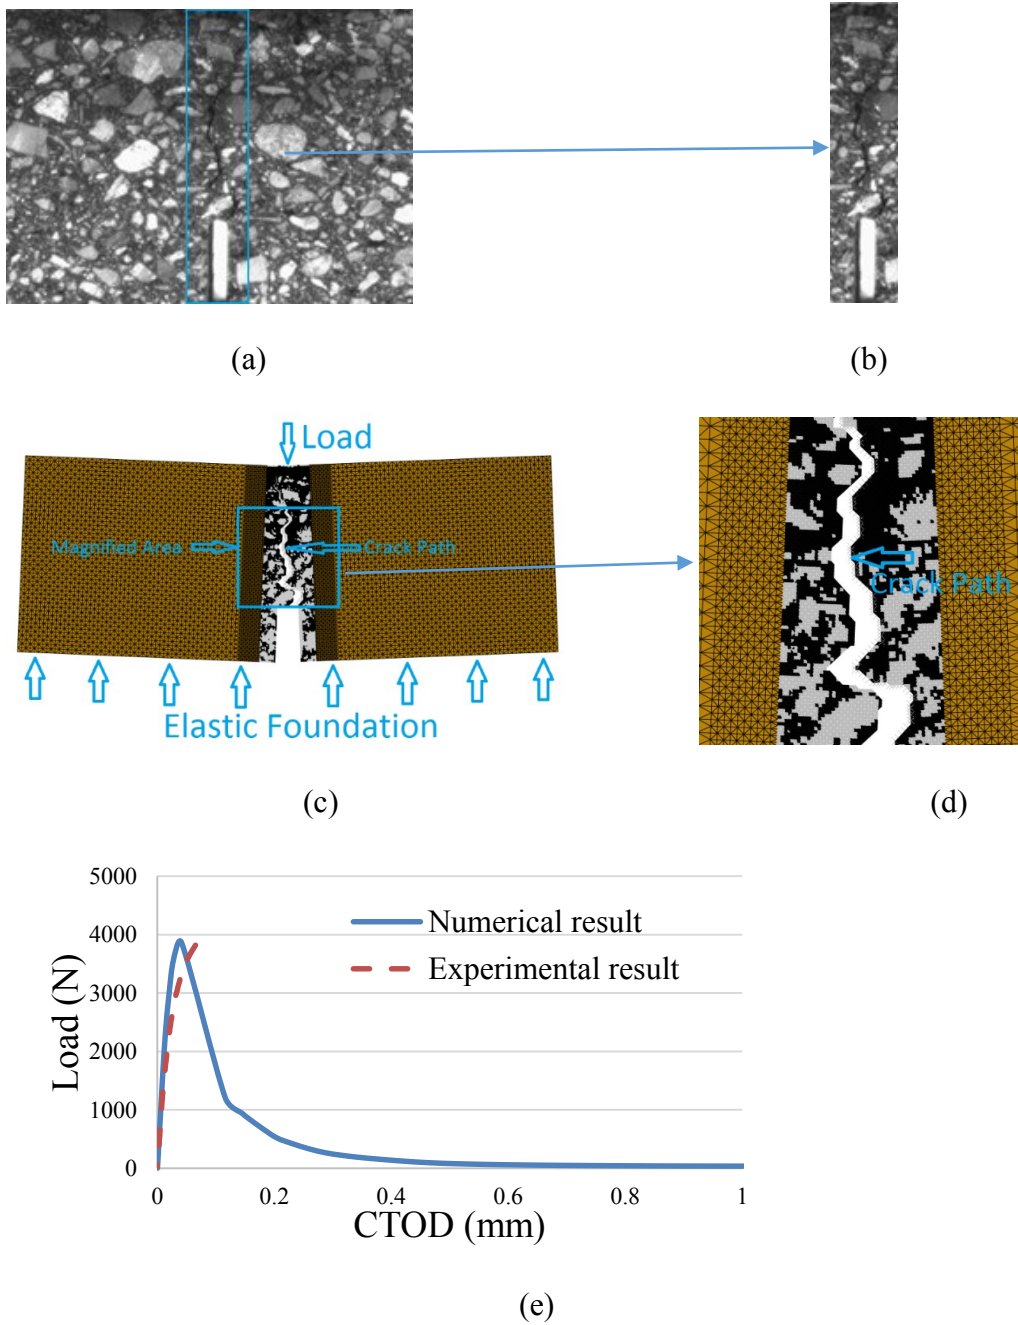 (a)
(b)
Load
Magnified Area
Crack Path
Elastic Foundation
Crack Path
(c)
(d)
5000
4000
3000
2000
1000
0
Load (N)
Numerical result
Experimental result
0
0.2
0.4
0.6
0.8
1
CTOD (mm)
(e)